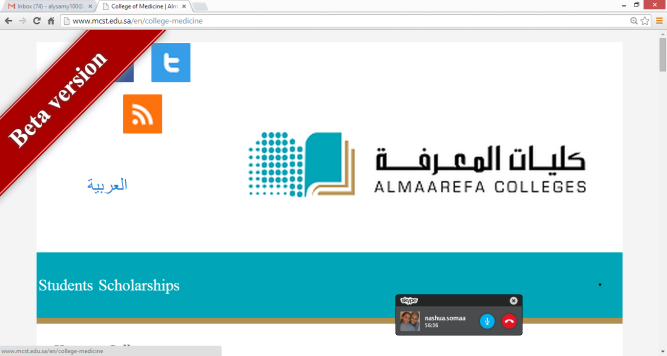 Inbox (74) - alysamy100@
College of Medicine | Alm
www.mcst.edu.sa/en/college-medicine
Beta version
العربية
كليات المعرفة
ALMAAREFA COLLEGES
Students Scholarships
skype
nashua.somaa
56:36
www.mcst.edu.sa/en/college-medicine